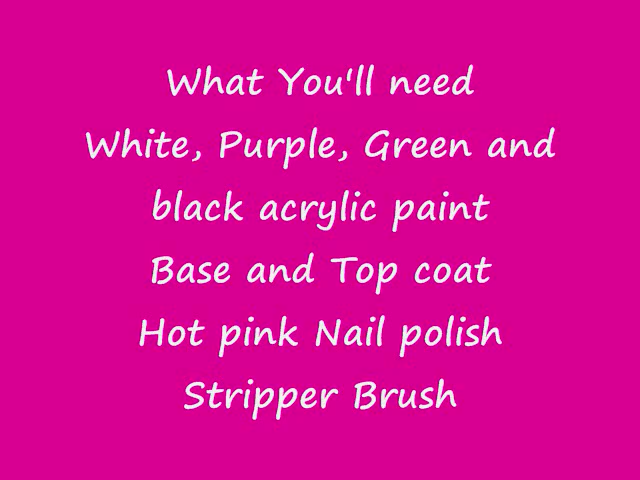 What You'll need
White, Purple, Green and
black acrylic paint
Base and Top coat
Hot pink Nail polish
Stripper Brush